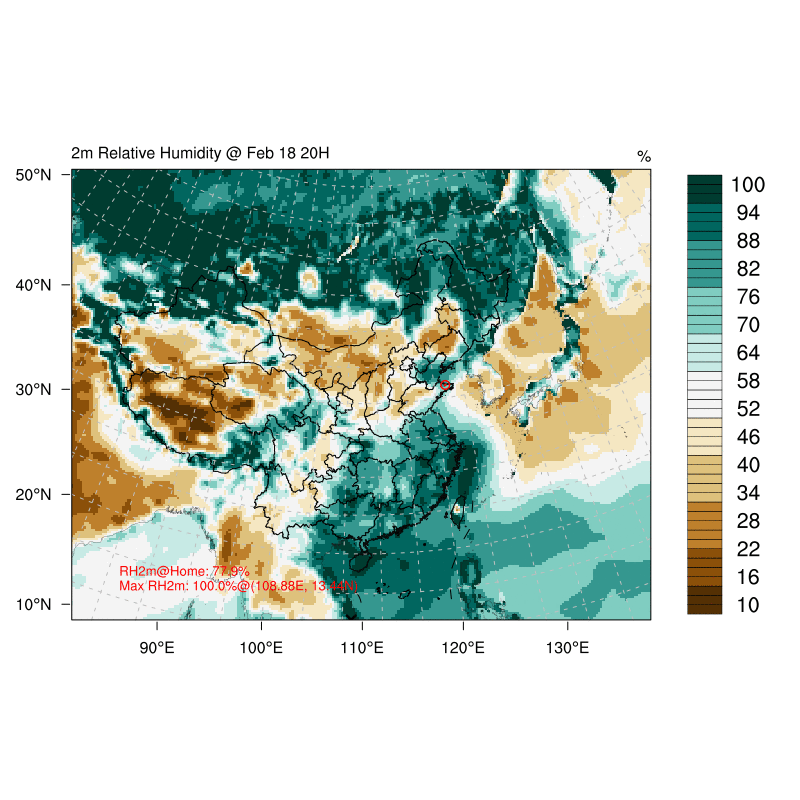 2m Relative Humidity @ Feb 18 20H
%
50°N
40°N
30°N
20°N
10°N
90°E
100°E
110°E
120°E
130°E
100
94
88
82
76
70
64
58
52
46
40
34
28
22
16
10
RH2m@Home: 77.9%
Max RH2m: 100.0%@(108.88E, 13.44N)